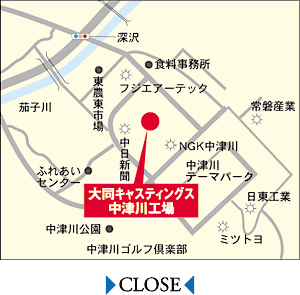 深沢
食料事務所
フジエアーテック
東農東市場
茄子川
常磐産業
中日新聞
NGK中津川
中津川
テーマパーク
ふれあい
センター
大同キャスティングス
中津川工場
日東工業
中津川公園
ミツトヨ
中津川ゴルフ倶楽部
CLOSE